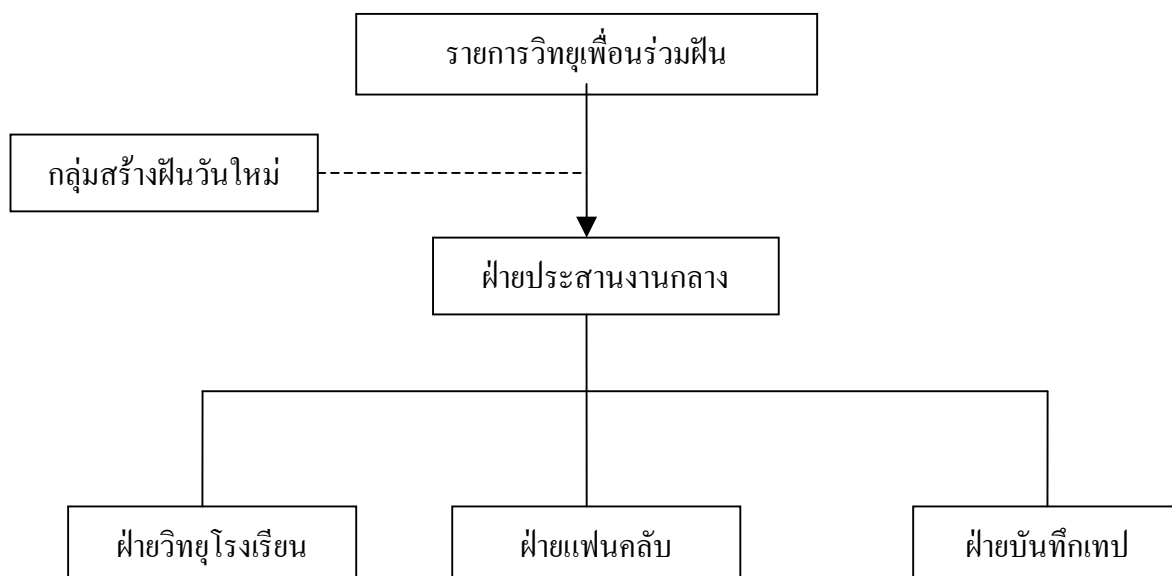 รายการวิทยุเพื่อนร่วมฝัน
กลุ่มสร้างฝันวันใหม่
ฝ่ายประสานงานกลาง
ฝ่ายวิทยุโรงเรียน
ฝ่ายแฟนคลับ
ฝ่ายบันทึกเทป